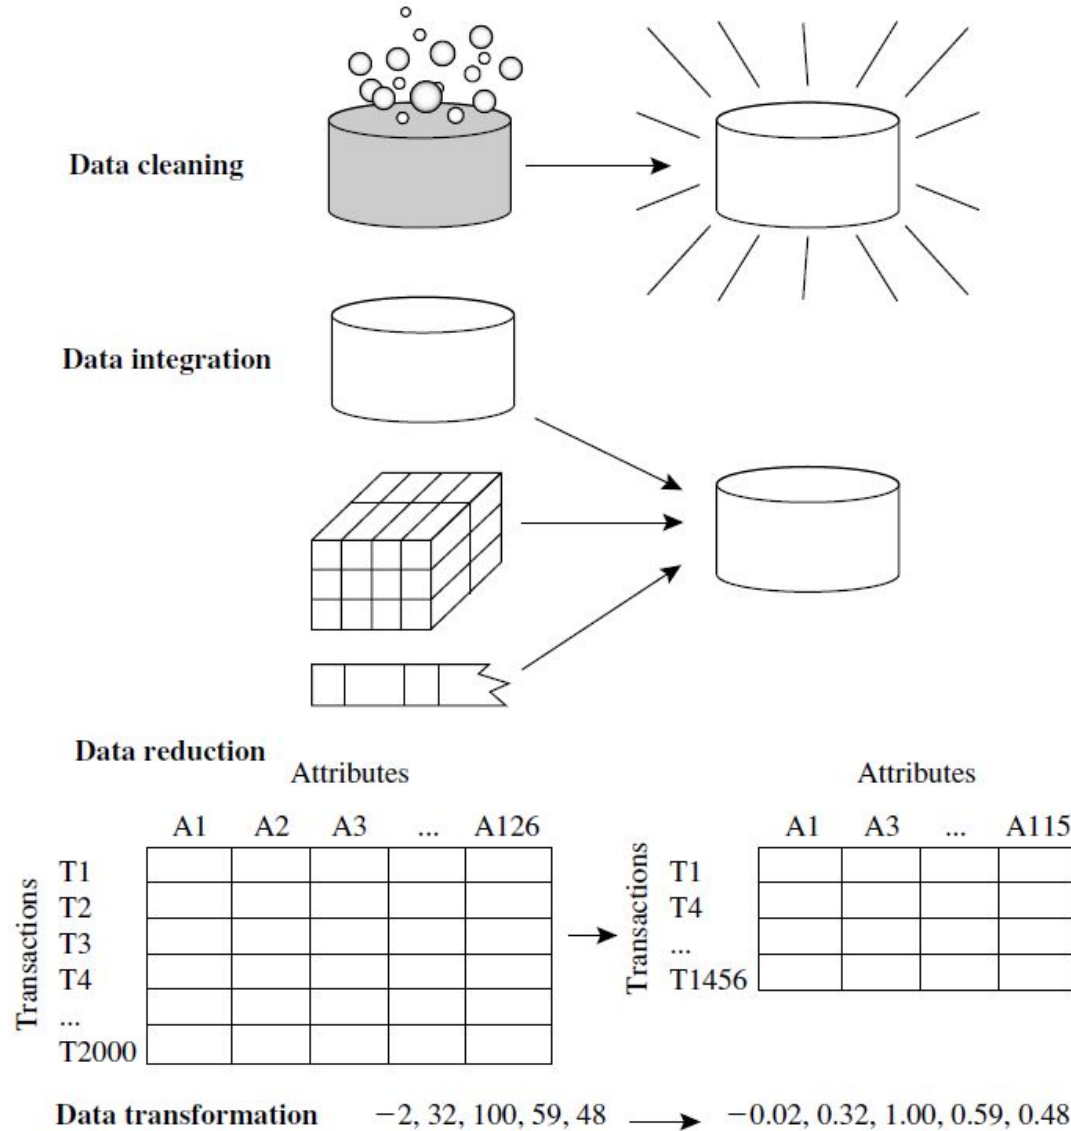 Data cleaning
Data integration
Data reduction
Attributes
A1 A2 A3 ... A126
Transactions
T1
T2
T3
T4
...
T2000
Attributes
A1 A3 ... A115
Transactions
T1
T4
...
T1456
Data transformation −2, 32, 100, 59, 48 −0.02, 0.32, 1.00, 0.59, 0.48